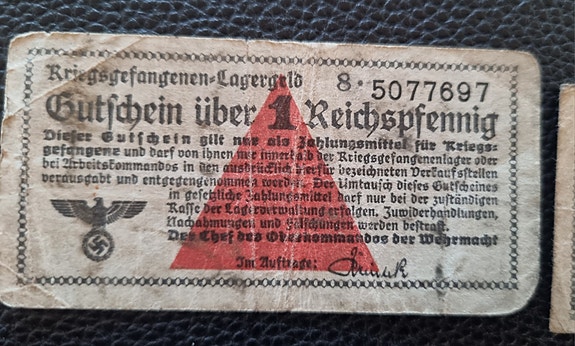 Kriegsgefangenen-Lagergeld 8 · 5077697
Gutschein über 1 Reichspfennig
Dieser Gutschein gilt nur als Zahlungsmittel für Kriegs-
gefangene und darf von ihnen nur innerhalb der Kriegsgefangenenlager oder
bei Arbeitskommandos in den ausdrücklich hierfür bezeichneten Verkaufsstellen
verausgabt und entgegengenommen werden. Der Umtausch dieses Gutscheines
in gesetzliche Zahlungsmittel darf nur bei der zuständigen
Kasse der Lagerverwaltung erfolgen. Zuwiderhandlungen,
Nachahmungen und Fälschungen werden bestraft.
Der Chef des Oberkommandos der Wehrmacht
Im Auftrage: